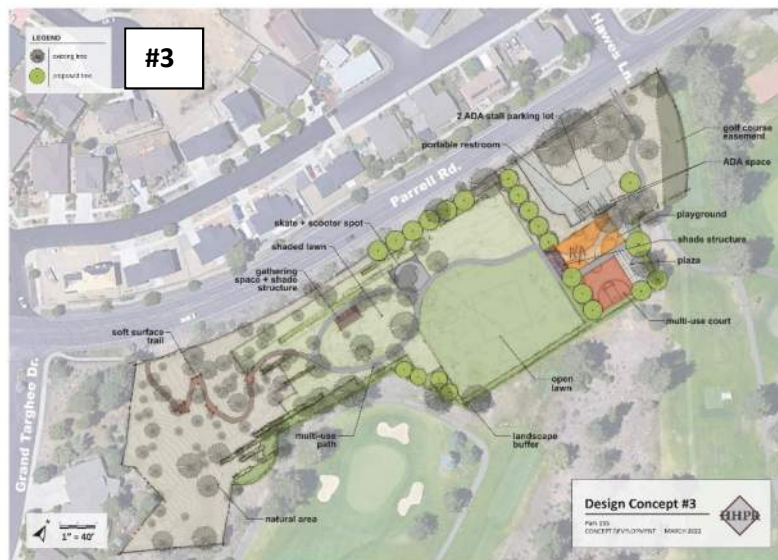 LEGEND
existing tree
proposed tree
#3
Hawes Ln.
2 ADA stall parking lot
portable restroom
golf course
easement
ADA space
Parrell Rd.
playground
skate + scooter spot
shaded lawn
shade structure
gathering
space + shade
structure
plaza
soft surface
trail
multi-use court
Grand Targhee Dr.
open
lawn
multi-use
path
landscape
buffer
natural area
1" = 40'
Design Concept #3
CONCEPT DEVELOPMENT MARCH 2022
HHPR